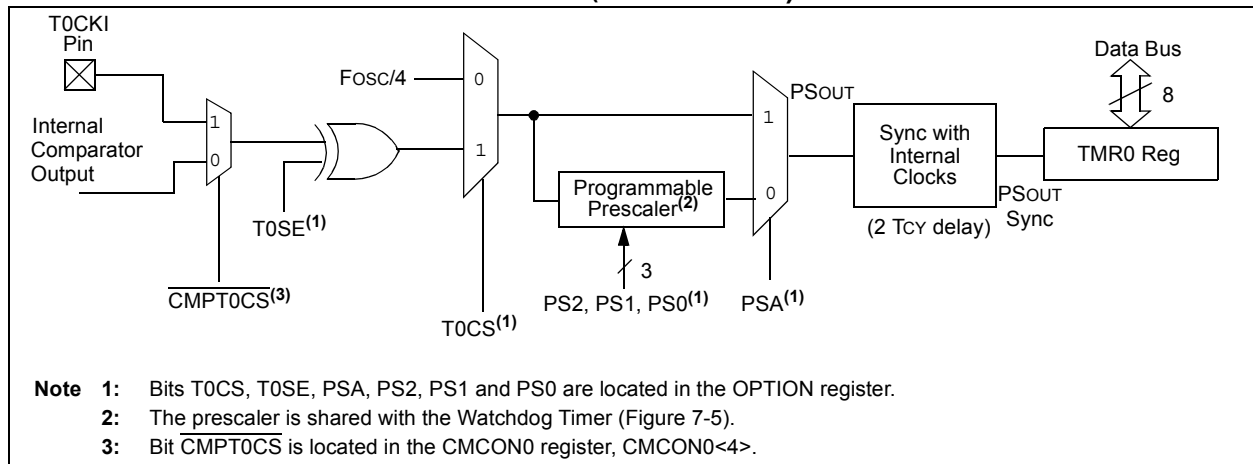 T0CKI
Pin
Internal
Comparator
Output
1
0
CMPT0CS(3)
T0SE(1)
FOSC/4
0
1
T0CS(1)
Programmable
Prescaler(2)
3
PS2, PS1, PS0(1)
1
0
PSA(1)
PSOUT
Sync with
Internal
Clocks
(2 TCY delay)
PSOUT
Sync
Data Bus
8
TMR0 Reg
Note 1: Bits T0CS, T0SE, PSA, PS2, PS1 and PS0 are located in the OPTION register.
2: The prescaler is shared with the Watchdog Timer (Figure 7-5).
3: Bit CMPT0CS is located in the CMCON0 register, CMCON0<4>.